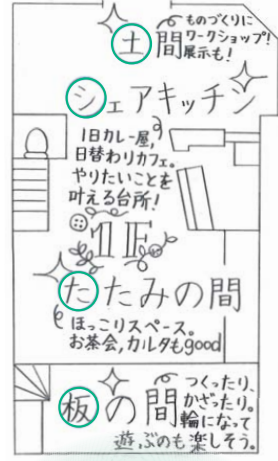 土間
ものづくりに
ワークショップ!
展示も!
シェアキッチン
1日カレー屋,
日替わりカフェ。
やりたいことを
叶える台所!
1F
たたみの間
ほっこりスペース。
お茶会,カルタもgood
板の間
つくったり、
かざったり。
輪になって
遊ぶのも楽しそう。